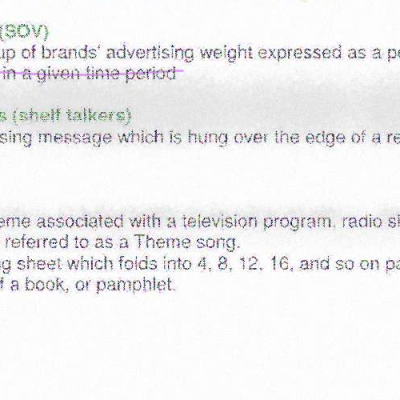 (SOV)
up of brands' advertising weight expressed as a pe
in a given time period
s (shelf talkers)
sing message which is hung over the edge of a re
eme associated with a television program, radio sh
referred to as a Theme song.
g sheet which folds into 4, 8, 12, 16, and so on pa
f a book, or pamphlet.